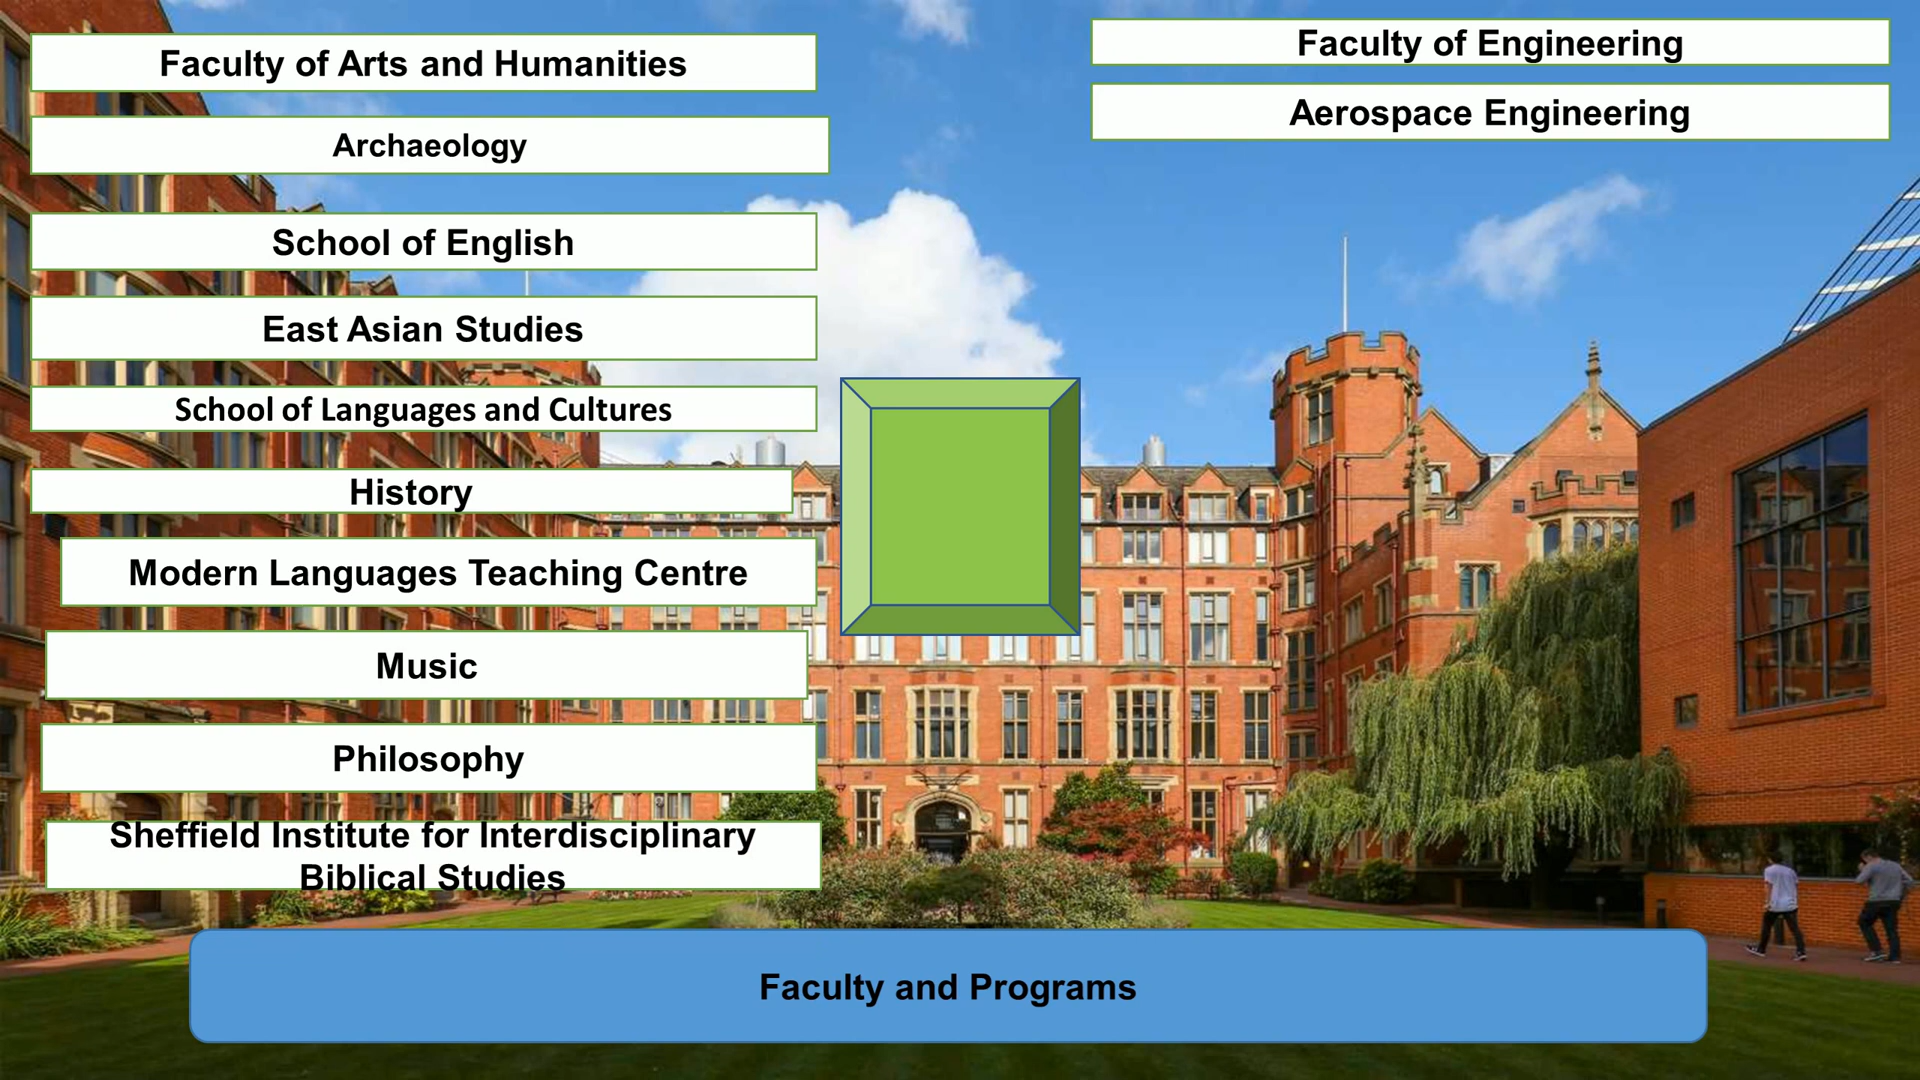 Faculty of Arts and Humanities
Archaeology
School of English
East Asian Studies
School of Languages and Cultures
History
Modern Languages Teaching Centre
Music
Philosophy
Sheffield Institute for Interdisciplinary
Biblical Studies
Faculty of Engineering
Aerospace Engineering
Faculty and Programs